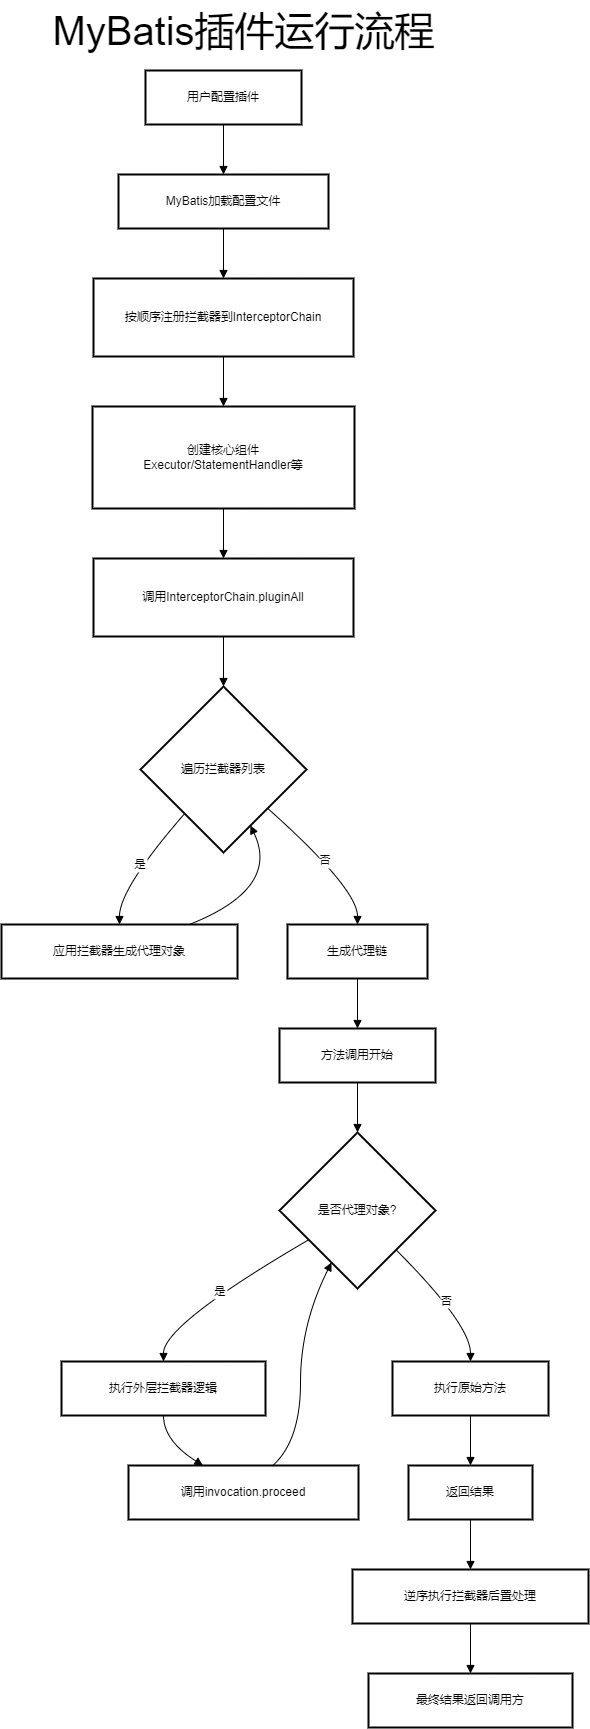 MyBatis插件运行流程
用户配置插件
MyBatis加载配置文件
按顺序注册拦截器到InterceptorChain
创建核心组件
Executor/StatementHandler等
调用InterceptorChain.pluginAll
遍历拦截器列表
是
否
应用拦截器生成代理对象
生成代理链
方法调用开始
是否代理对象?
是
否
执行外层拦截器逻辑
执行原始方法
调用invocation.proceed
返回结果
逆序执行拦截器后置处理
最终结果返回调用方